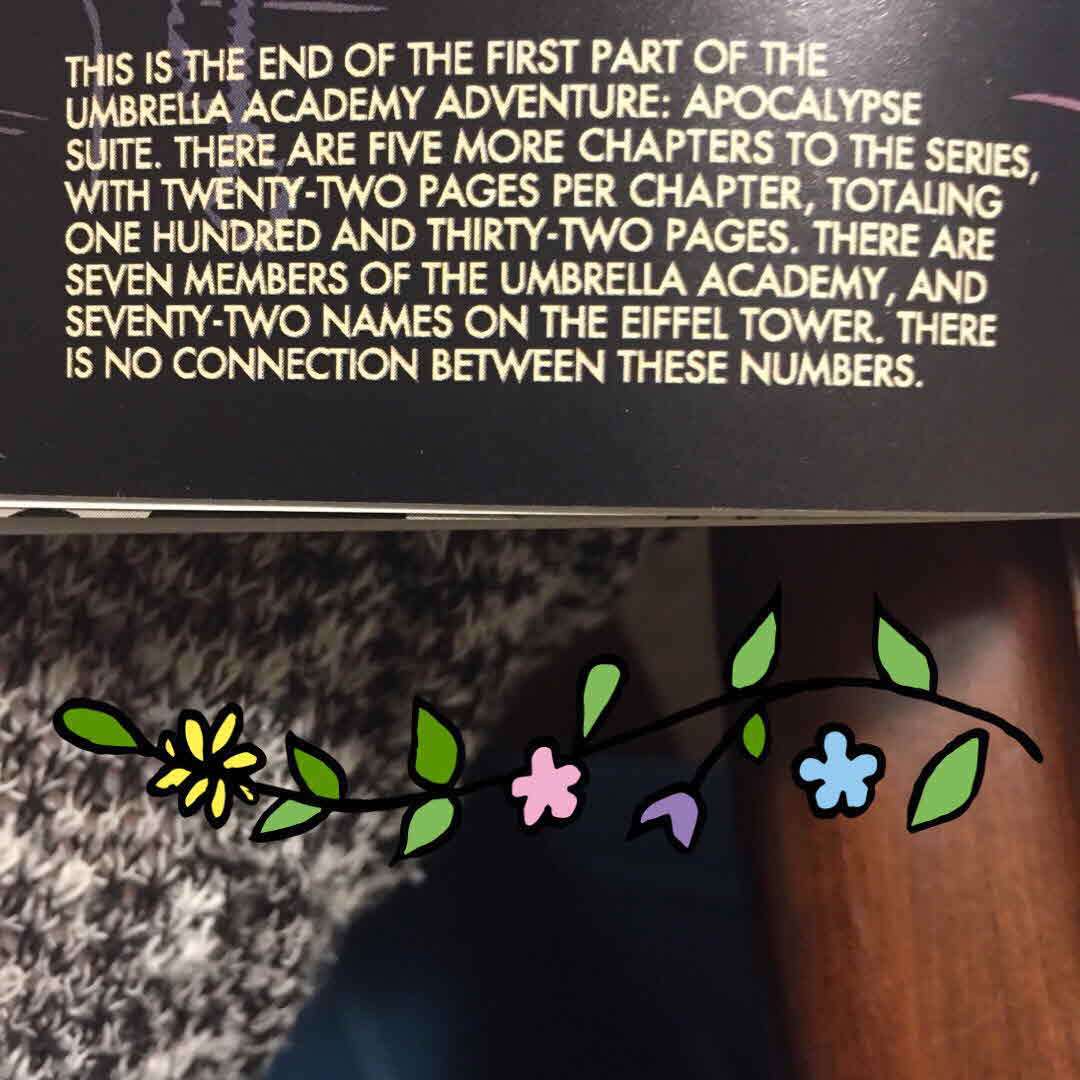 THIS IS THE END OF THE FIRST PART OF THE
UMBRELLA ACADEMY ADVENTURE: APOCALYPSE
SUITE. THERE ARE FIVE MORE CHAPTERS TO THE SERIES,
WITH TWENTY-TWO PAGES PER CHAPTER, TOTALING
ONE HUNDRED AND THIRTY-TWO PAGES. THERE ARE
SEVEN MEMBERS OF THE UMBRELLA ACADEMY, AND
SEVENTY-TWO NAMES ON THE EIFFEL TOWER. THERE
IS NO CONNECTION BETWEEN THESE NUMBERS.